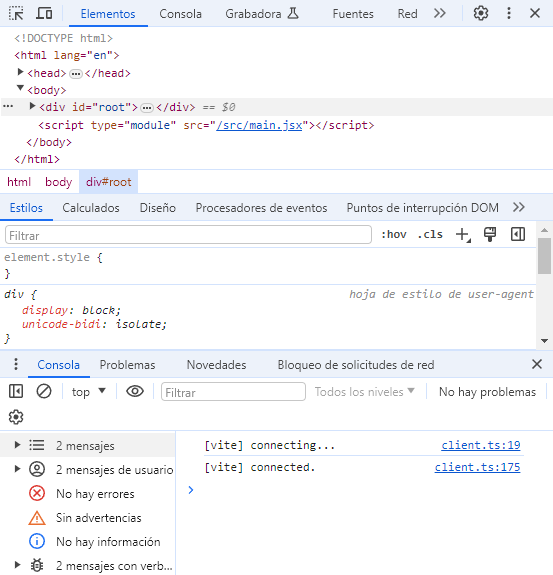 Elementos Consola Grabadora Fuentes Red
<!DOCTYPE html>
<html lang="en">
<head> ··· </head>
<body>
··· <div id="root"> ··· </div> == $0
<script type="module" src="/src/main.jsx"></script>
</body>
</html>
html body div#root
Estilos Calculados Diseño Procesadores de eventos Puntos de interrupción DOM
Filtrar :hov .cls
element.style {
}
div { hoja de estilo de user-agent
display: block;
unicode-bidi: isolate;
}
Consola Problemas Novedades Bloqueo de solicitudes de red
top Filtrar Todos los niveles No hay problemas
2 mensajes
2 mensajes de usuario
No hay errores
Sin advertencias
No hay información
2 mensajes con verb...
[vite] connecting... client.ts:19
[vite] connected. client.ts:175